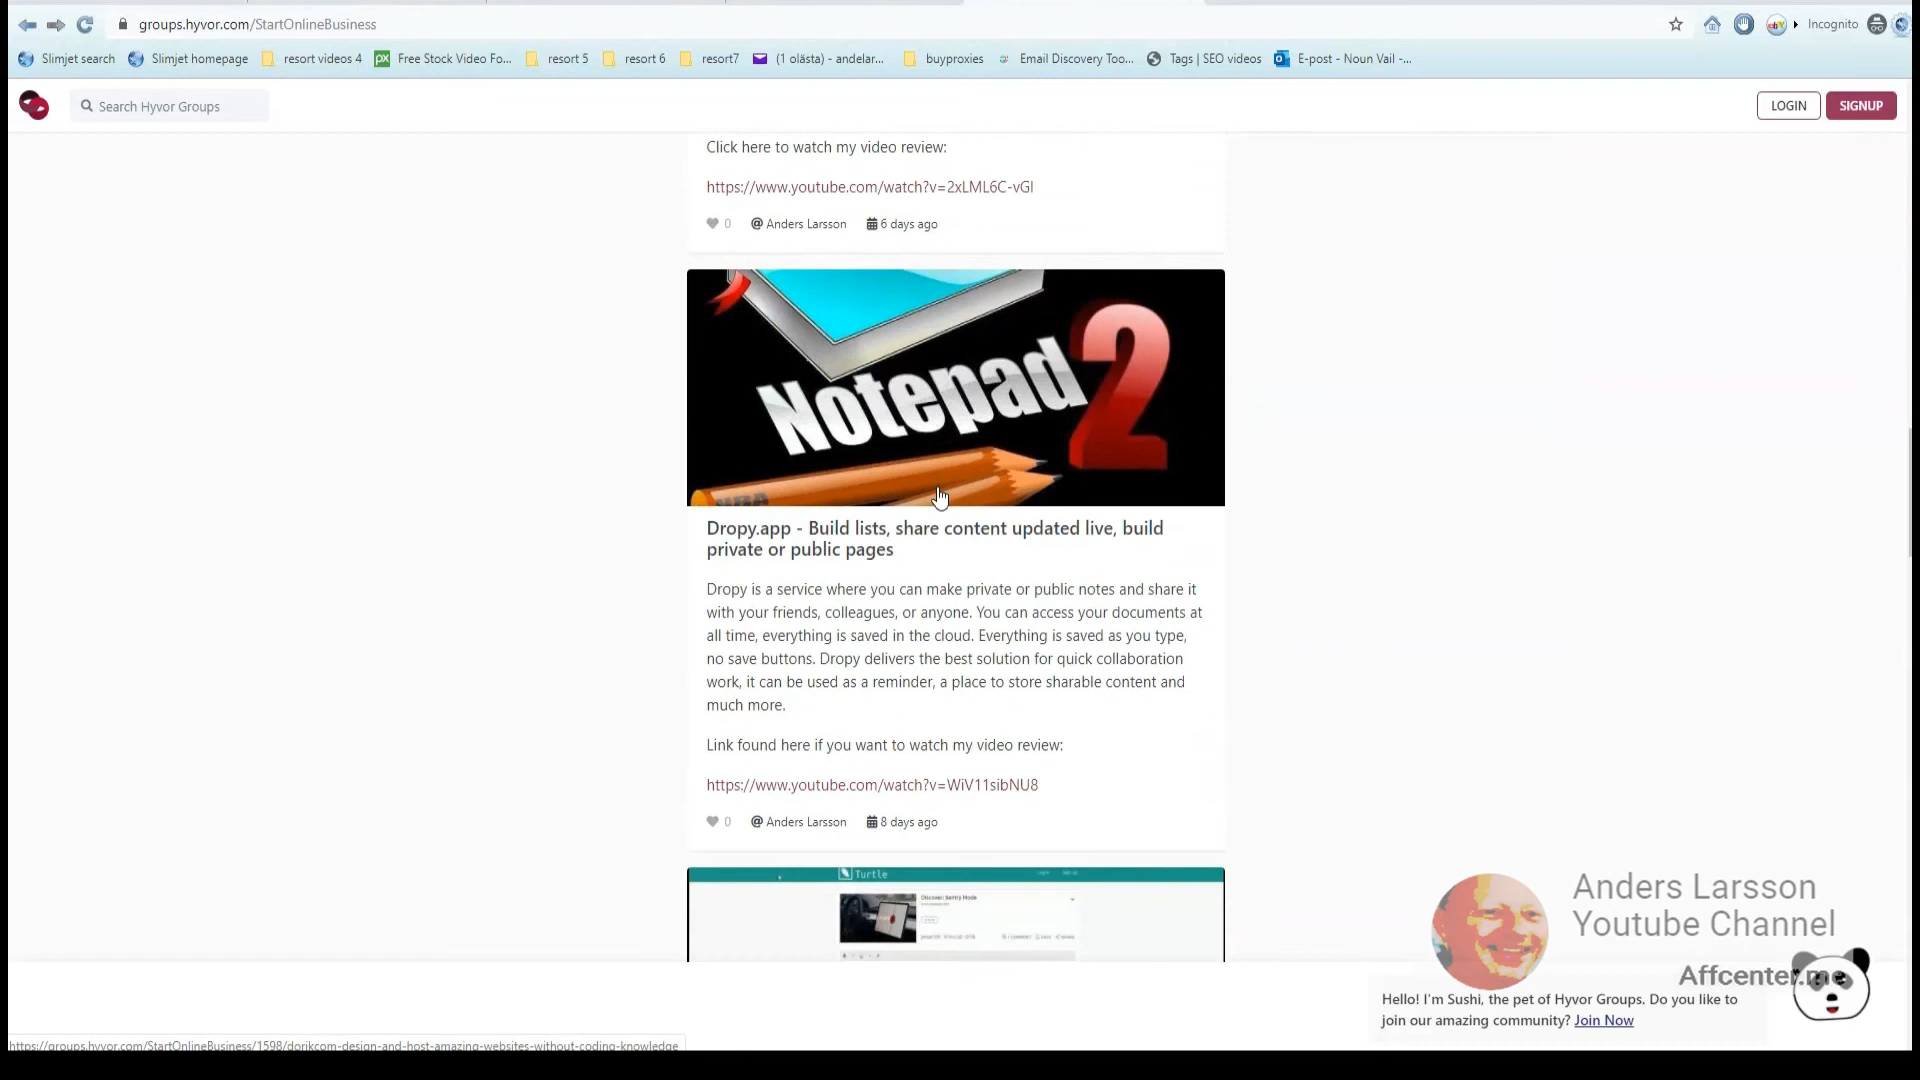 groups.hyvor.com/StartOnlineBusiness
Incognito
Slimjet search
Slimjet homepage
resort videos 4
px
Free Stock Video Fo...
resort 5
resort 6
resort7
(1 olästa) - andelar...
buyproxies
Email Discovery Too...
Tags | SEO videos
E-post - Noun Vail -...
Search Hyvor Groups
LOGIN
SIGNUP
Click here to watch my video review:
https://www.youtube.com/watch?v=2xLML6C-vGI
0
@ Anders Larsson
6 days ago
Notepad 2
Dropy.app - Build lists, share content updated live, build
private or public pages
Dropy is a service where you can make private or public notes and share it
with your friends, colleagues, or anyone. You can access your documents at
all time, everything is saved in the cloud. Everything is saved as you type,
no save buttons. Dropy delivers the best solution for quick collaboration
work, it can be used as a reminder, a place to store sharable content and
much more.
Link found here if you want to watch my video review:
https://www.youtube.com/watch?v=WiV11sibNU8
0
@ Anders Larsson
8 days ago
Turtle
Discover: Sentry Mode
Anders Larsson
Youtube Channel
Affcenter.me
Hello! I'm Sushi, the pet of Hyvor Groups. Do you like to
join our amazing community? Join Now
https://groups.hyvor.com/StartOnlineBusiness/1598/dorikcom-design-and-host-amazing-websites-without-coding-knowledge